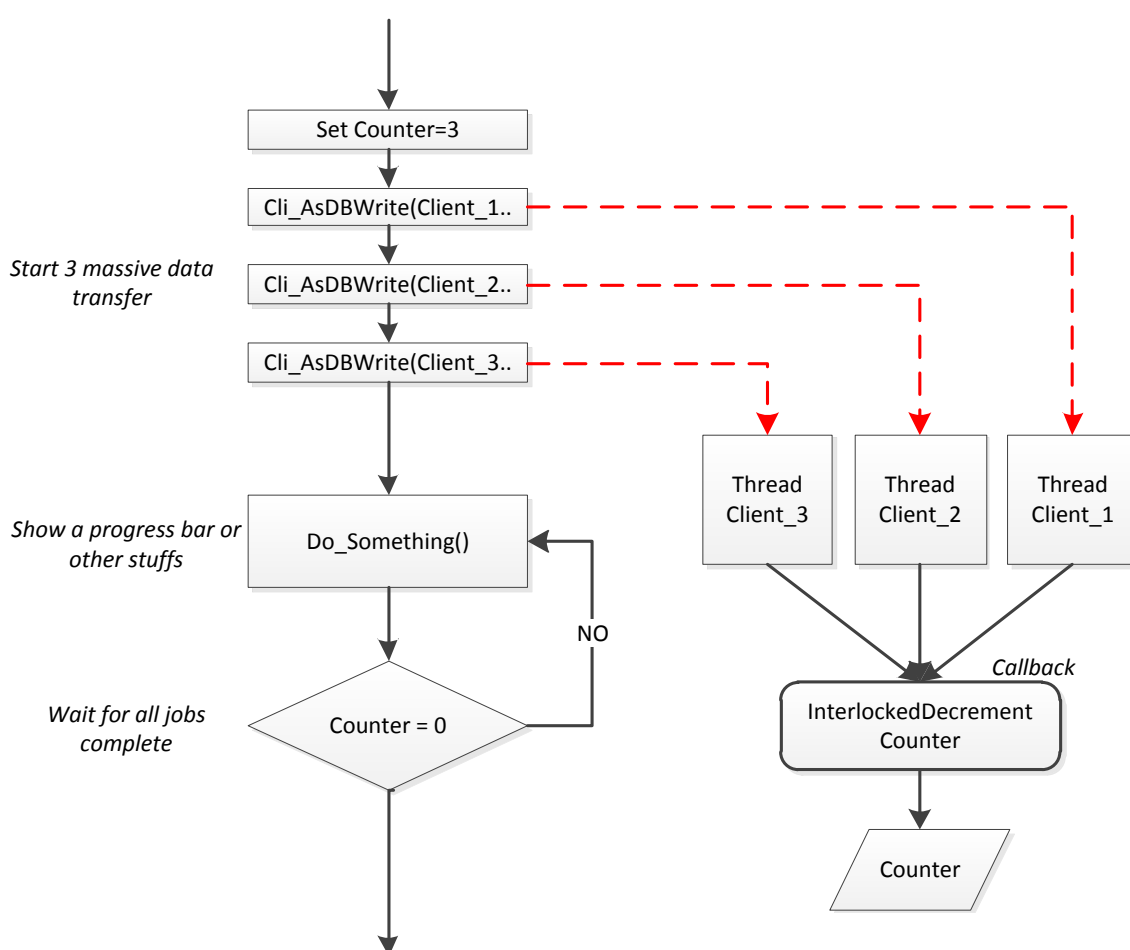 Set Counter=3
Cli_AsDBWrite(Client_1..
Start 3 massive data
transfer
Cli_AsDBWrite(Client_2..
Cli_AsDBWrite(Client_3..
Thread
Client_3
Thread
Client_2
Thread
Client_1
Show a progress bar or
other stuffs
Do_Something()
NO
Callback
Wait for all jobs
complete
Counter = 0
InterlockedDecrement
Counter
Counter